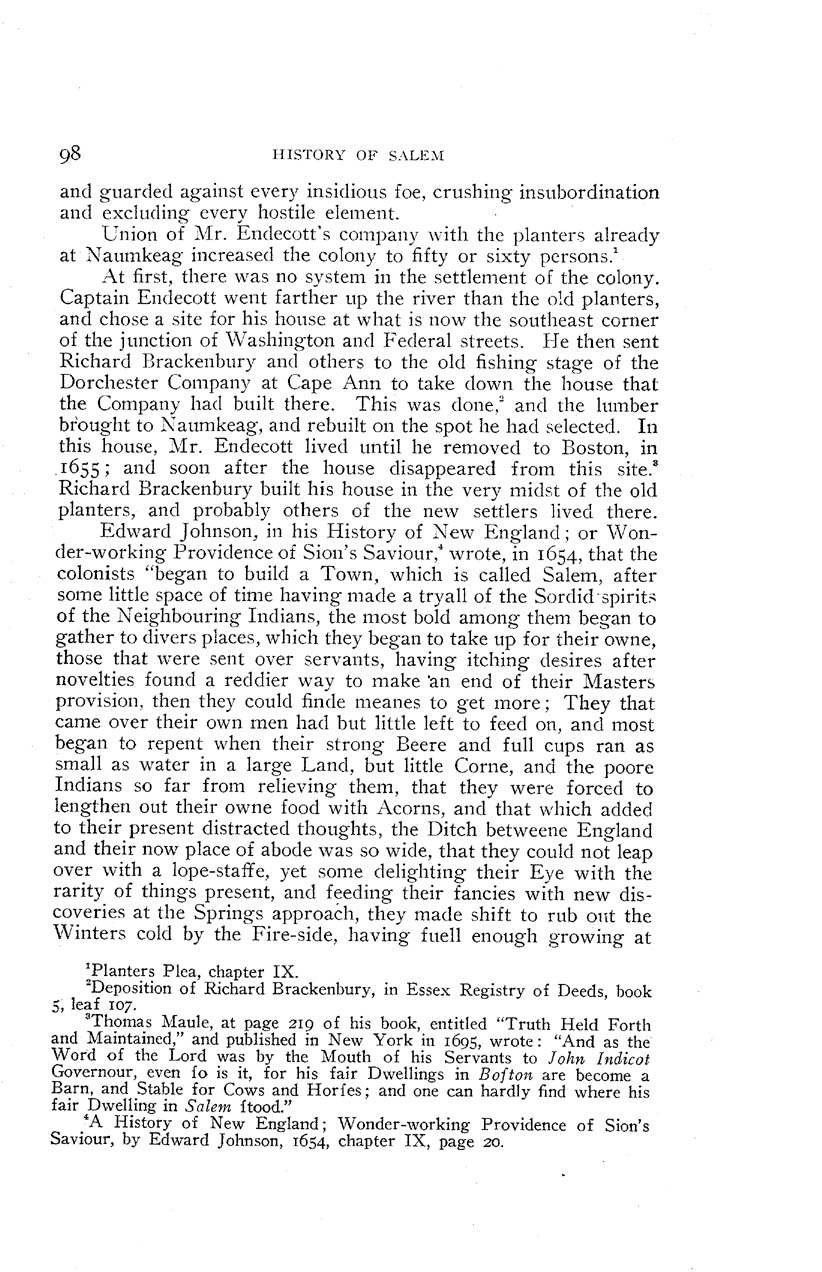 98 HISTORY OF SALEM
and guarded against every insidious foe, crushing insubordination
and excluding every hostile element.
Union of Mr. Endecott's company with the planters already
at Naumkeag increased the colony to fifty or sixty persons.¹
At first, there was no system in the settlement of the colony.
Captain Endecott went farther up the river than the old planters,
and chose a site for his house at what is now the southeast corner
of the junction of Washington and Federal streets. He then sent
Richard Brackenbury and others to the old fishing stage of the
Dorchester Company at Cape Ann to take down the house that
the Company had built there. This was done,² and the lumber
brought to Naumkeag, and rebuilt on the spot he had selected. In
this house, Mr. Endecott lived until he removed to Boston, in
1655; and soon after the house disappeared from this site.³
Richard Brackenbury built his house in the very midst of the old
planters, and probably others of the new settlers lived there.
Edward Johnson, in his History of New England; or Won-
der-working Providence of Sion's Saviour,⁴ wrote, in 1654, that the
colonists "began to build a Town, which is called Salem, after
some little space of time having made a tryall of the Sordid spirits
of the Neighbouring Indians, the most bold among them began to
gather to divers places, which they began to take up for their owne,
those that were sent over servants, having itching desires after
novelties found a reddier way to make an end of their Masters
provision, then they could finde meanes to get more; They that
came over their own men had but little left to feed on, and most
began to repent when their strong Beere and full cups ran as
small as water in a large Land, but little Corne, and the poore
Indians so far from relieving them, that they were forced to
lengthen out their owne food with Acorns, and that which added
to their present distracted thoughts, the Ditch betweene England
and their now place of abode was so wide, that they could not leap
over with a lope-staffe, yet some delighting their Eye with the
rarity of things present, and feeding their fancies with new dis-
coveries at the Springs approach, they made shift to rub out the
Winters cold by the Fire-side, having fuell enough growing at
¹Planters Plea, chapter IX.
²Deposition of Richard Brackenbury, in Essex Registry of Deeds, book
5, leaf 107.
³Thomas Maule, at page 219 of his book, entitled "Truth Held Forth
and Maintained," and published in New York in 1695, wrote: "And as the
Word of the Lord was by the Mouth of his Servants to John Indicot
Governour, even ſo is it, for his fair Dwellings in Boſton are become a
Barn, and Stable for Cows and Horſes; and one can hardly find where his
fair Dwelling in Salem ſtood."
⁴A History of New England; Wonder-working Providence of Sion's
Saviour, by Edward Johnson, 1654, chapter IX, page 20.